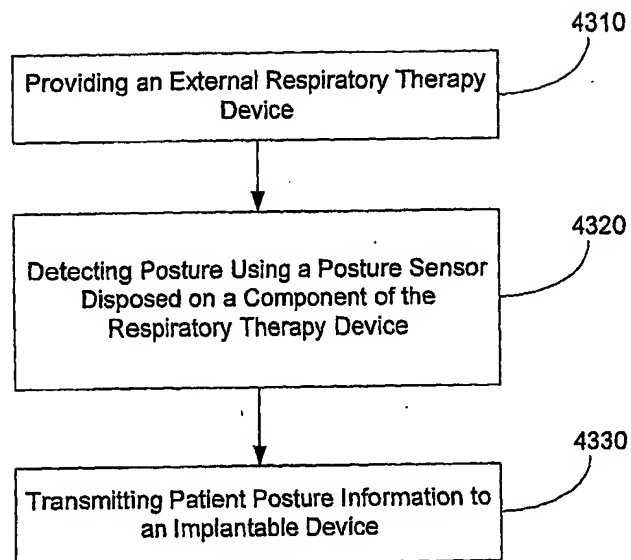 4310
Providing an External Respiratory Therapy
Device
4320
Detecting Posture Using a Posture Sensor
Disposed on a Component of the
Respiratory Therapy Device
4330
Transmitting Patient Posture Information to
an Implantable Device